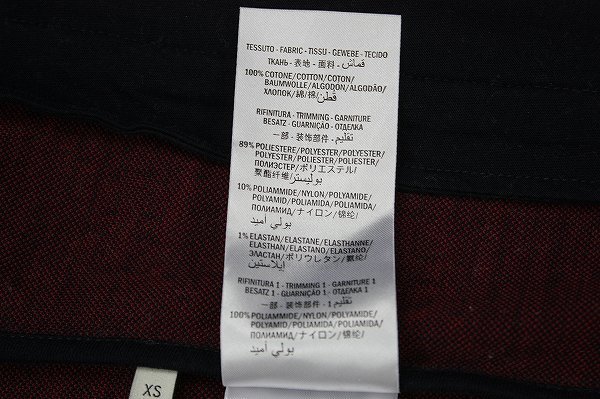 TESSUTO - FABRIC - TISSU - GEWEBE - TECIDO
ТКАНЬ - 表地 - 面料 - قماش
100% COTONE/COTTON/COTON/
BAUMWOLLE/ALGODON/ALGODÃO/
ХЛОПОК/綿/棉/ قطن
RIFINITURA - TRIMMING - GARNITURE
BESATZ - GUARNIÇÃO - ОТДЕЛКА
一部 - 装饰部件 - تقليم
89% POLIESTERE/POLYESTER/POLYESTER/
POLYESTER/POLIESTER/POLIESTER/
ПОЛИЭСТЕР/ポリエステル/
聚酯纤维/بوليستر
10% POLIAMMIDE/NYLON/POLYAMIDE/
POLYAMID/POLIAMIDA/POLIAMIDA/
ПОЛИАМИД/ナイロン/锦纶/
بولي أميد
1% ELASTAN/ELASTANE/ELASTHANNE/
ELASTHAN/ELASTANO/ELASTANO/
ЭЛАСТАН/ポリウレタン/氨纶/
إيلاستين
RIFINITURA 1 - TRIMMING 1 - GARNITURE 1
BESATZ 1 - GUARNIÇÃO 1 - ОТДЕЛКА 1
一部 - 装饰部件 - 1 تقليم
100% POLIAMMIDE/NYLON/POLYAMIDE/
POLYAMID/POLIAMIDA/POLIAMIDA/
ПОЛИАМИД/ナイロン/锦纶/
بولي أميد
XS